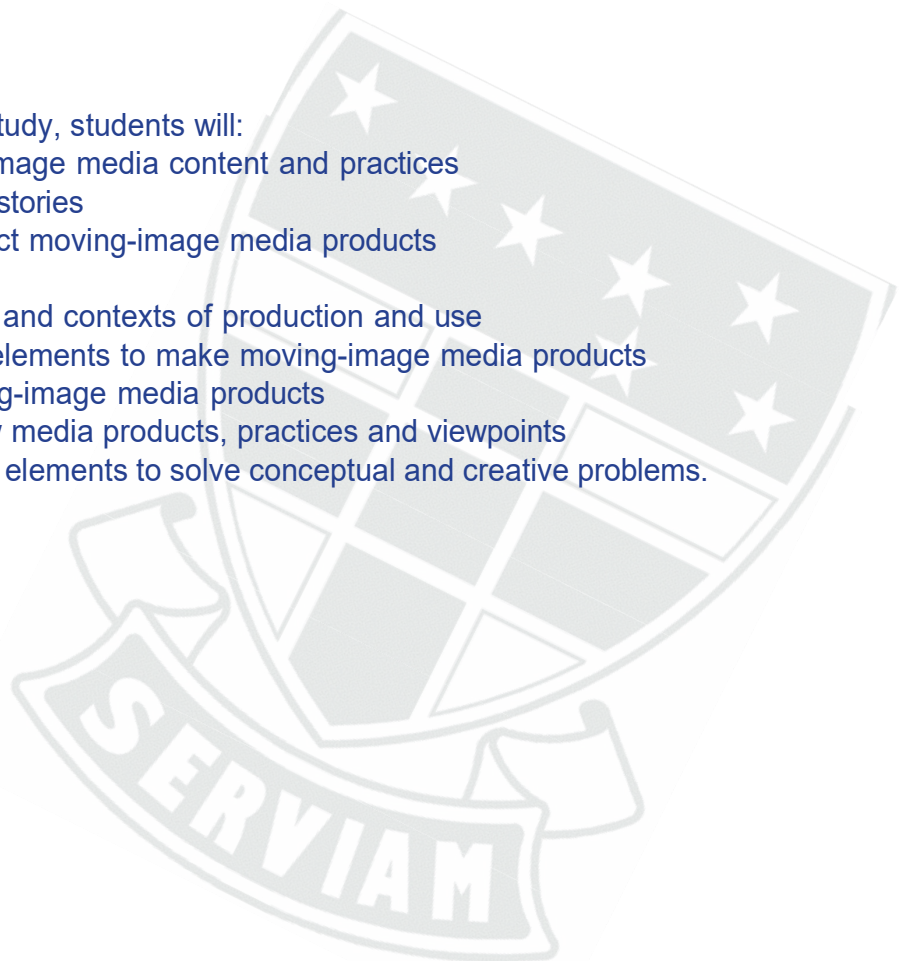 tudy, students will:
mage media content and practices
stories
ct moving-image media products
and contexts of production and use
elements to make moving-image media products
g-image media products
media products, practices and viewpoints
elements to solve conceptual and creative problems.
SERVIAM